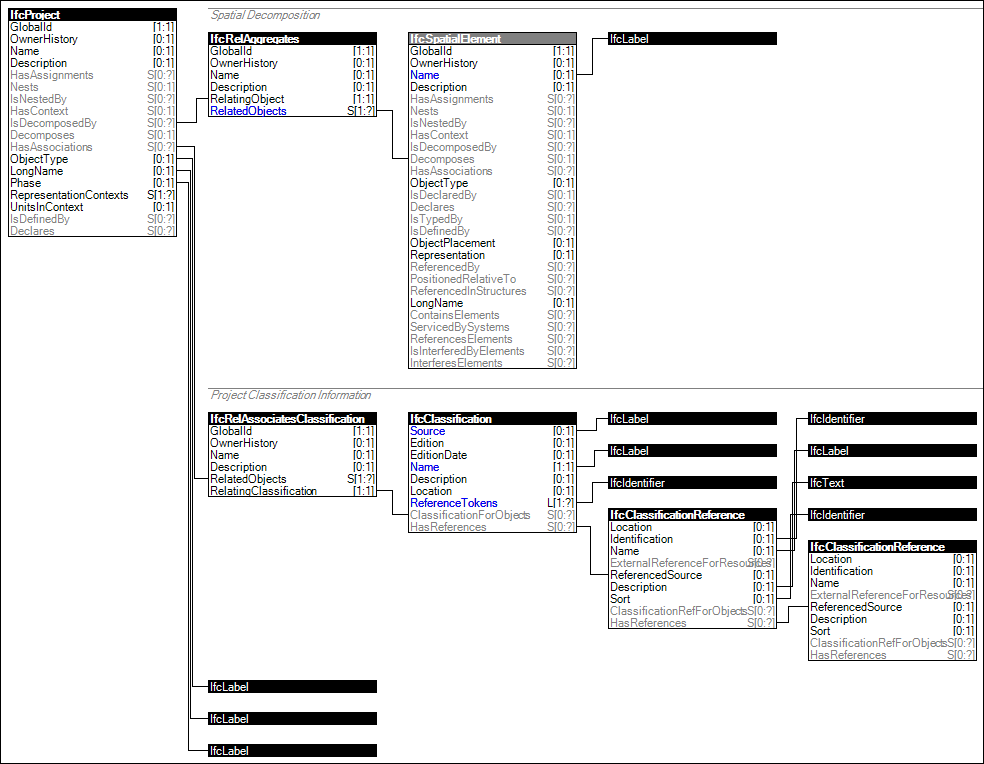 IfcProject
GlobalId [1:1]
OwnerHistory [0:1]
Name [0:1]
Description [0:1]
HasAssignments S[0:?]
Nests S[0:1]
IsNestedBy S[0:?]
HasContext S[0:1]
IsDecomposedBy S[0:?]
Decomposes S[0:1]
HasAssociations S[0:?]
ObjectType [0:1]
LongName [0:1]
Phase [0:1]
RepresentationContexts S[1:?]
UnitsInContext [0:1]
IsDefinedBy S[0:?]
Declares S[0:?]
Spatial Decomposition
IfcRelAggregates
GlobalId [1:1]
OwnerHistory [0:1]
Name [0:1]
Description [0:1]
RelatingObject [1:1]
RelatedObjects S[1:?]
IfcSpatialElement
GlobalId [1:1]
OwnerHistory [0:1]
Name [0:1]
Description [0:1]
HasAssignments S[0:?]
Nests S[0:1]
IsNestedBy S[0:?]
HasContext S[0:1]
IsDecomposedBy S[0:?]
Decomposes S[0:1]
HasAssociations S[0:?]
ObjectType [0:1]
IsDeclaredBy S[0:1]
Declares S[0:?]
IsTypedBy S[0:1]
IsDefinedBy S[0:?]
ObjectPlacement [0:1]
Representation [0:1]
ReferencedBy S[0:?]
PositionedRelativeTo S[0:?]
ReferencedInStructures S[0:?]
LongName [0:1]
ContainsElements S[0:?]
ServicedBySystems S[0:?]
ReferencesElements S[0:?]
IsInterferedByElements S[0:?]
InterferesElements S[0:?]
IfcLabel
Project Classification Information
IfcRelAssociatesClassification
GlobalId [1:1]
OwnerHistory [0:1]
Name [0:1]
Description [0:1]
RelatedObjects S[1:?]
RelatingClassification [1:1]
IfcClassification
Source [0:1]
Edition [0:1]
EditionDate [0:1]
Name [1:1]
Description [0:1]
Location [0:1]
ReferenceTokens L[1:?]
ClassificationForObjects S[0:?]
HasReferences S[0:?]
IfcLabel
IfcLabel
IfcIdentifier
IfcClassificationReference
Location [0:1]
Identification [0:1]
Name [0:1]
ExternalReferenceForResources S[0:?]
ReferencedSource [0:1]
Description [0:1]
Sort [0:1]
ClassificationRefForObjects S[0:?]
HasReferences S[0:?]
IfcIdentifier
IfcLabel
IfcText
IfcIdentifier
IfcClassificationReference
Location [0:1]
Identification [0:1]
Name [0:1]
ExternalReferenceForResources S[0:?]
ReferencedSource [0:1]
Description [0:1]
Sort [0:1]
ClassificationRefForObjects S[0:?]
HasReferences S[0:?]
IfcLabel
IfcLabel
IfcLabel